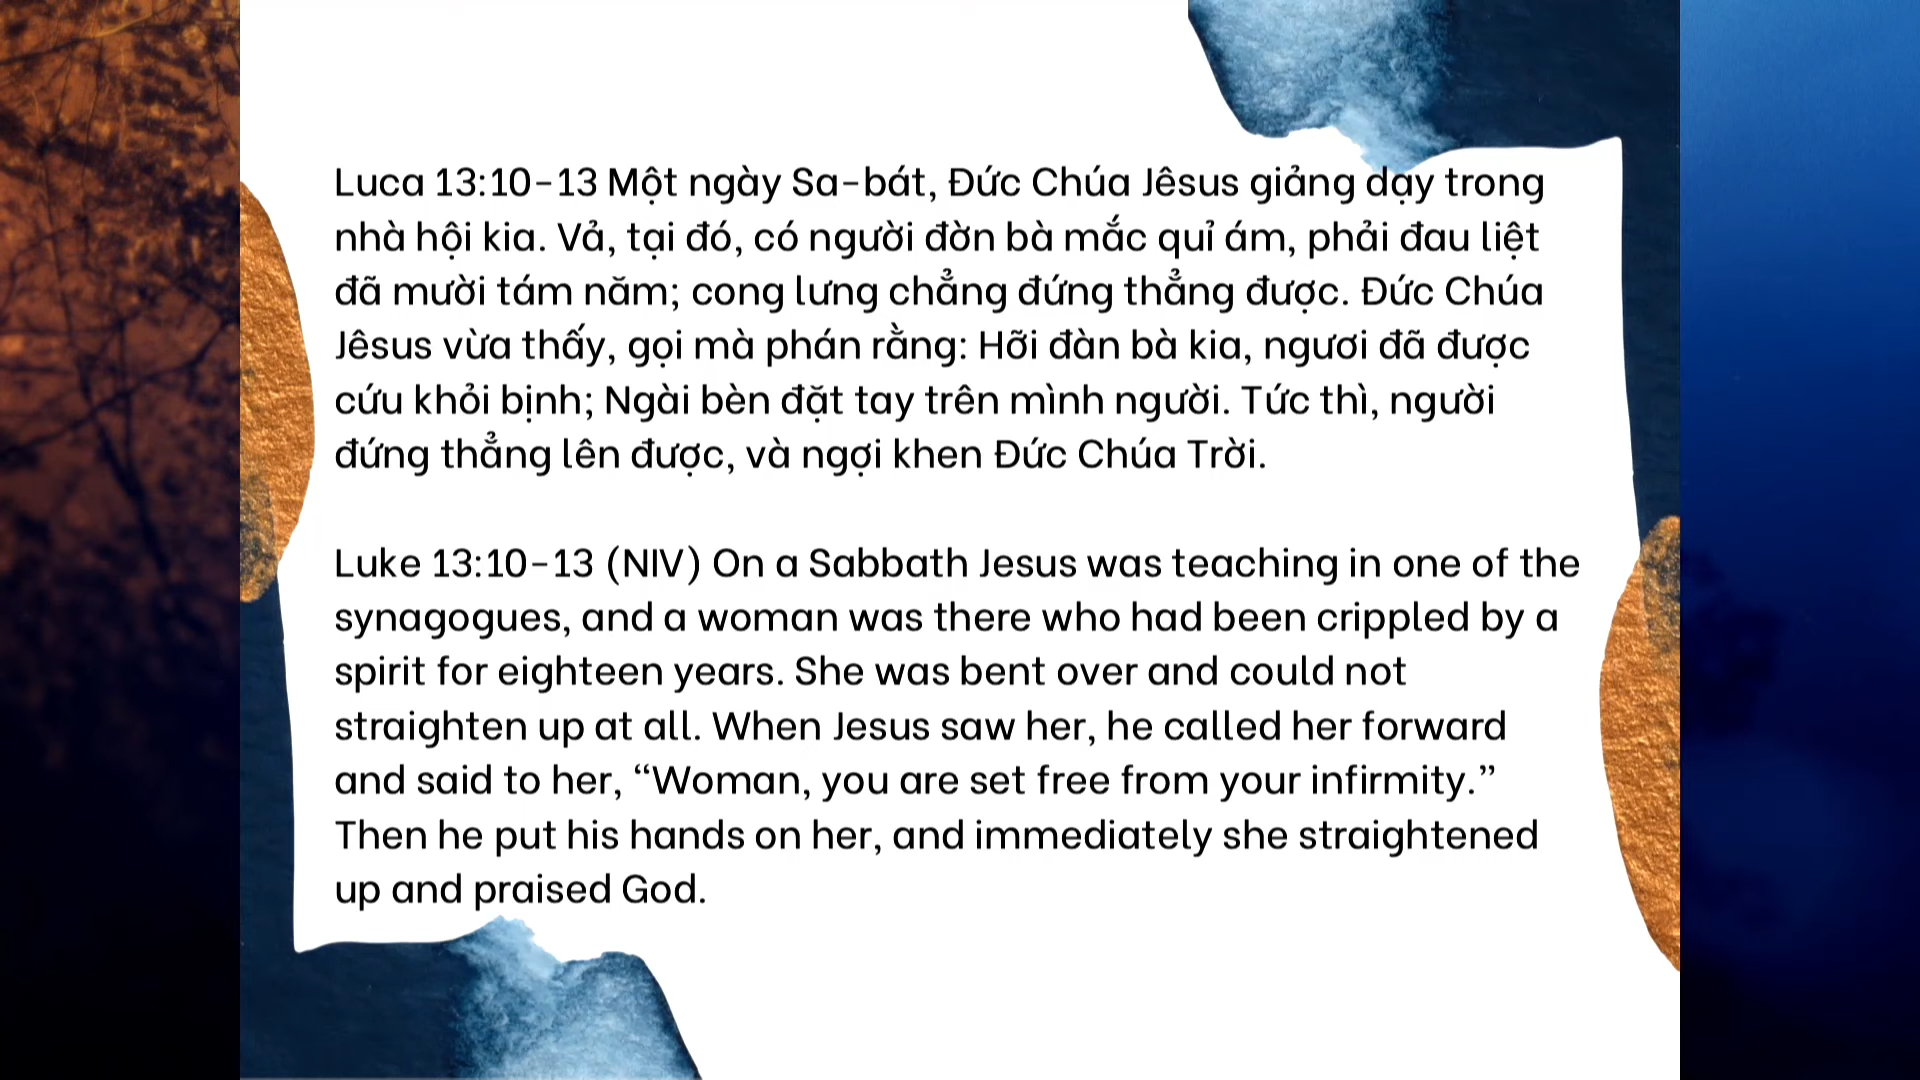 Luca 13:10-13 Một ngày Sa-bát, Đức Chúa Jêsus giảng dạy trong
nhà hội kia. Vả, tại đó, có người đờn bà mắc quỉ ám, phải đau liệt
đã mười tám năm; cong lưng chẳng đứng thẳng được. Đức Chúa
Jêsus vừa thấy, gọi mà phán rằng: Hỡi đàn bà kia, ngươi đã được
cứu khỏi bịnh; Ngài bèn đặt tay trên mình người. Tức thì, người
đứng thẳng lên được, và ngợi khen Đức Chúa Trời.
Luke 13:10-13 (NIV) On a Sabbath Jesus was teaching in one of the
synagogues, and a woman was there who had been crippled by a
spirit for eighteen years. She was bent over and could not
straighten up at all. When Jesus saw her, he called her forward
and said to her, “Woman, you are set free from your infirmity.”
Then he put his hands on her, and immediately she straightened
up and praised God.